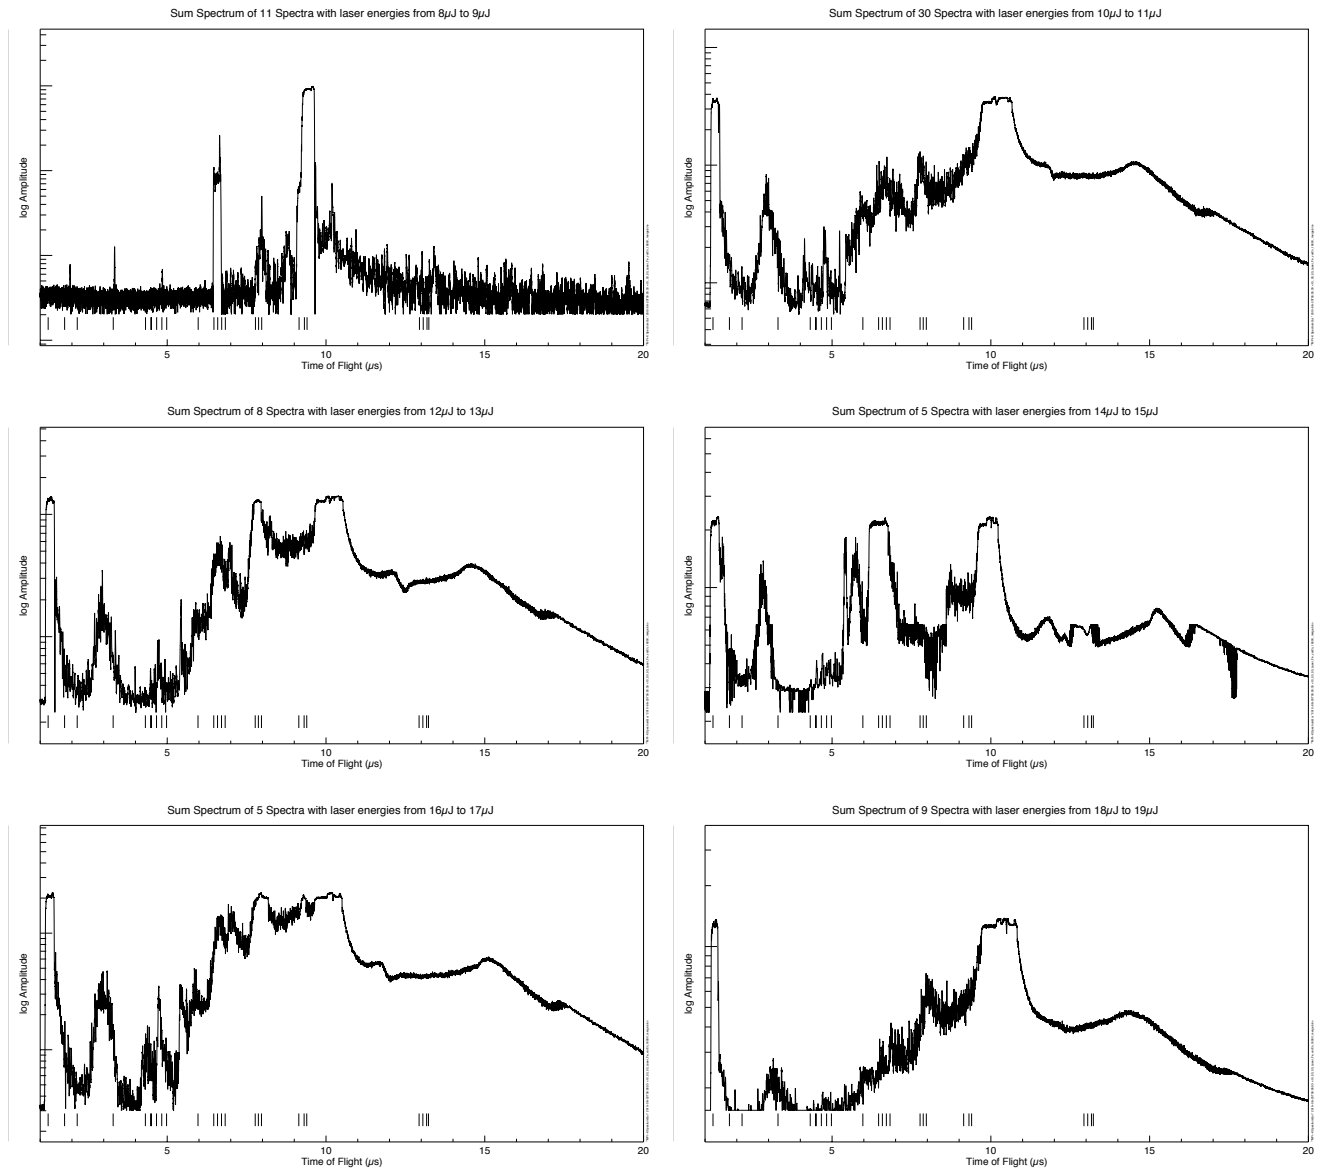 Sum Spectrum of 11 Spectra with laser energies from 8µJ to 9µJ
log Amplitude
5 10 15 20
Time of Flight (µs)
Sum Spectrum of 30 Spectra with laser energies from 10µJ to 11µJ
log Amplitude
5 10 15 20
Time of Flight (µs)
Sum Spectrum of 8 Spectra with laser energies from 12µJ to 13µJ
log Amplitude
5 10 15 20
Time of Flight (µs)
Sum Spectrum of 5 Spectra with laser energies from 14µJ to 15µJ
log Amplitude
5 10 15 20
Time of Flight (µs)
Sum Spectrum of 5 Spectra with laser energies from 16µJ to 17µJ
log Amplitude
5 10 15 20
Time of Flight (µs)
Sum Spectrum of 9 Spectra with laser energies from 18µJ to 19µJ
log Amplitude
5 10 15 20
Time of Flight (µs)